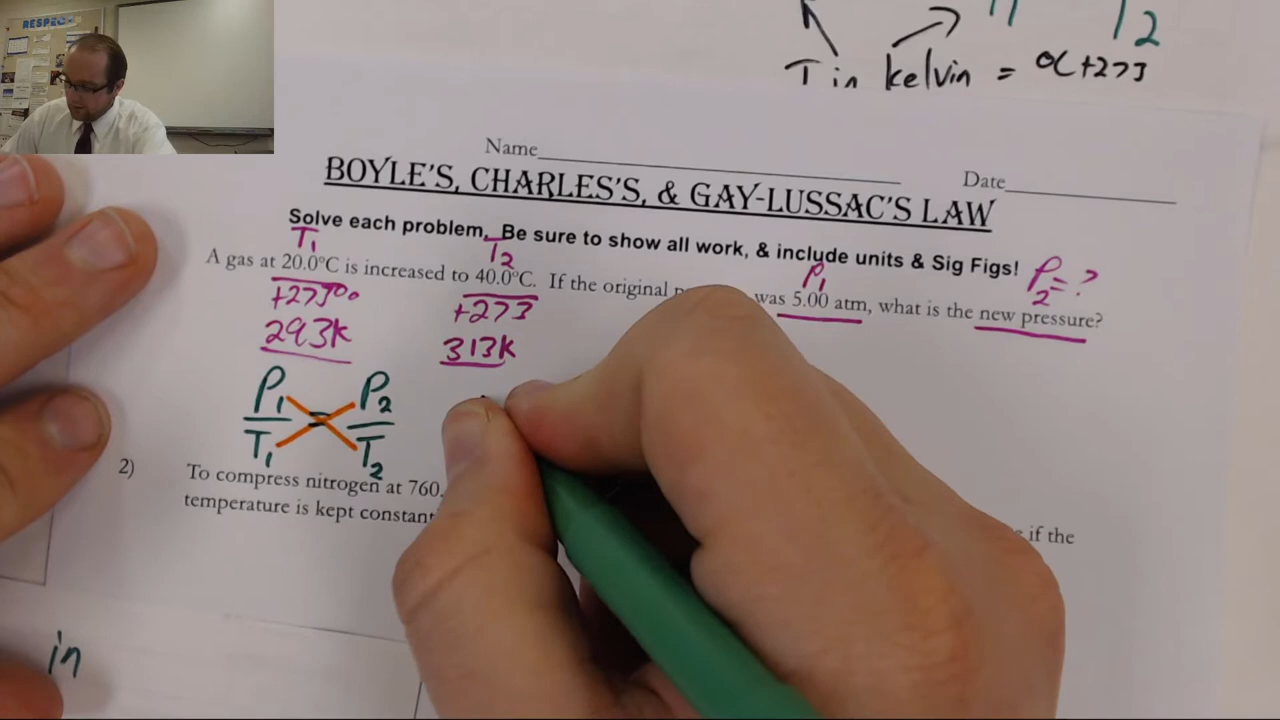 RESPECT
T1 T2
T in kelvin = °C+273
Name Date
BOYLE'S, CHARLES'S, & GAY-LUSSAC'S LAW
Solve each problem. Be sure to show all work, & include units & Sig Figs!
T1 T2 P1 P2=?
A gas at 20.0°C is increased to 40.0°C. If the original was 5.00 atm, what is the new pressure?
+273.00 +273
293K 313K
P1 = P2
T1 T2
2) To compress nitrogen at 760. if the
temperature is kept constant
in